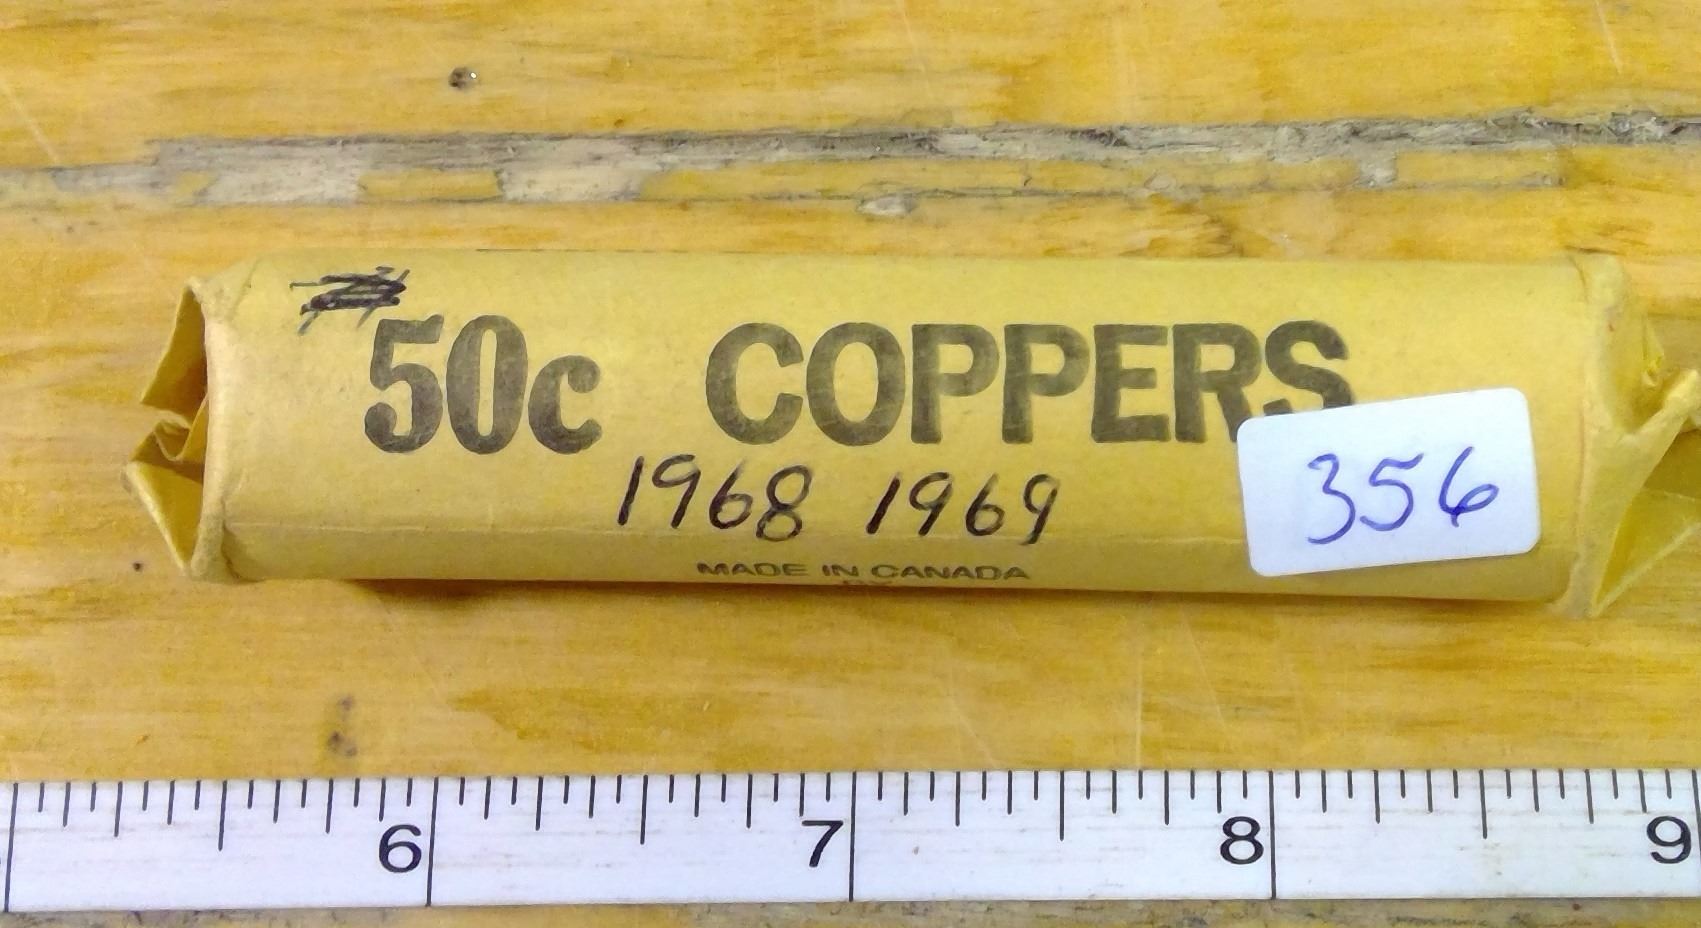 50c COPPERS
1968 1969
356
MADE IN CANADA
6 7 8 9